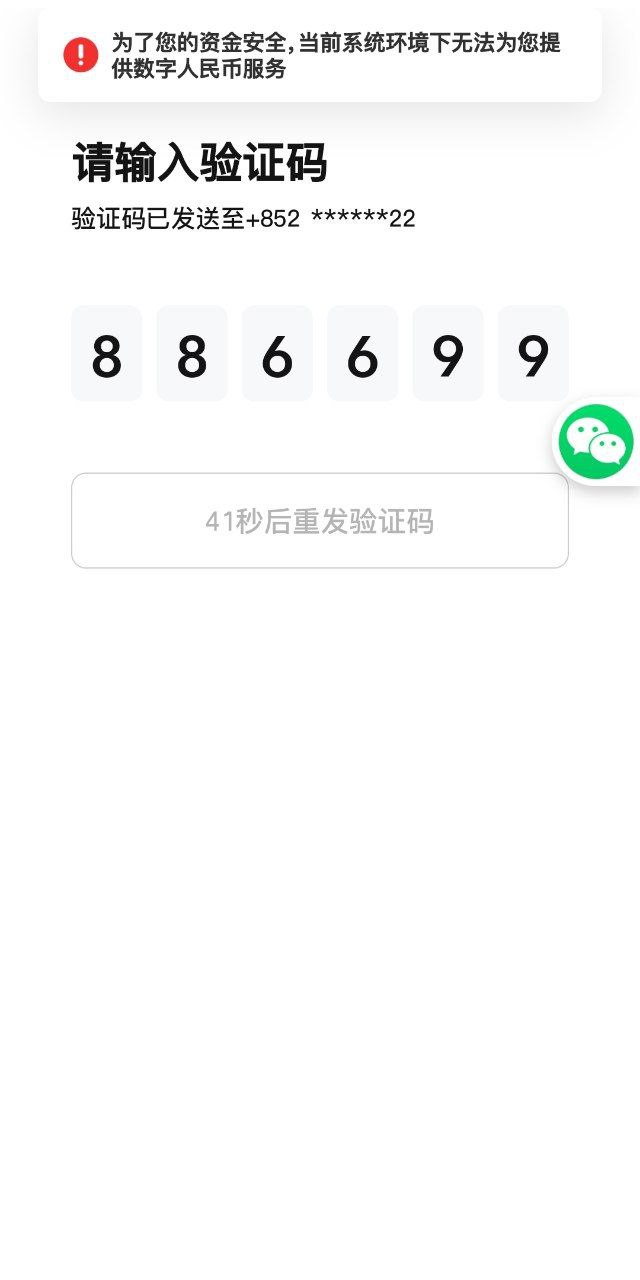 为了您的资金安全,当前系统环境下无法为您提
供数字人民币服务
请输入验证码
验证码已发送至+852 ******22
8 8 6 6 9 9
41秒后重发验证码